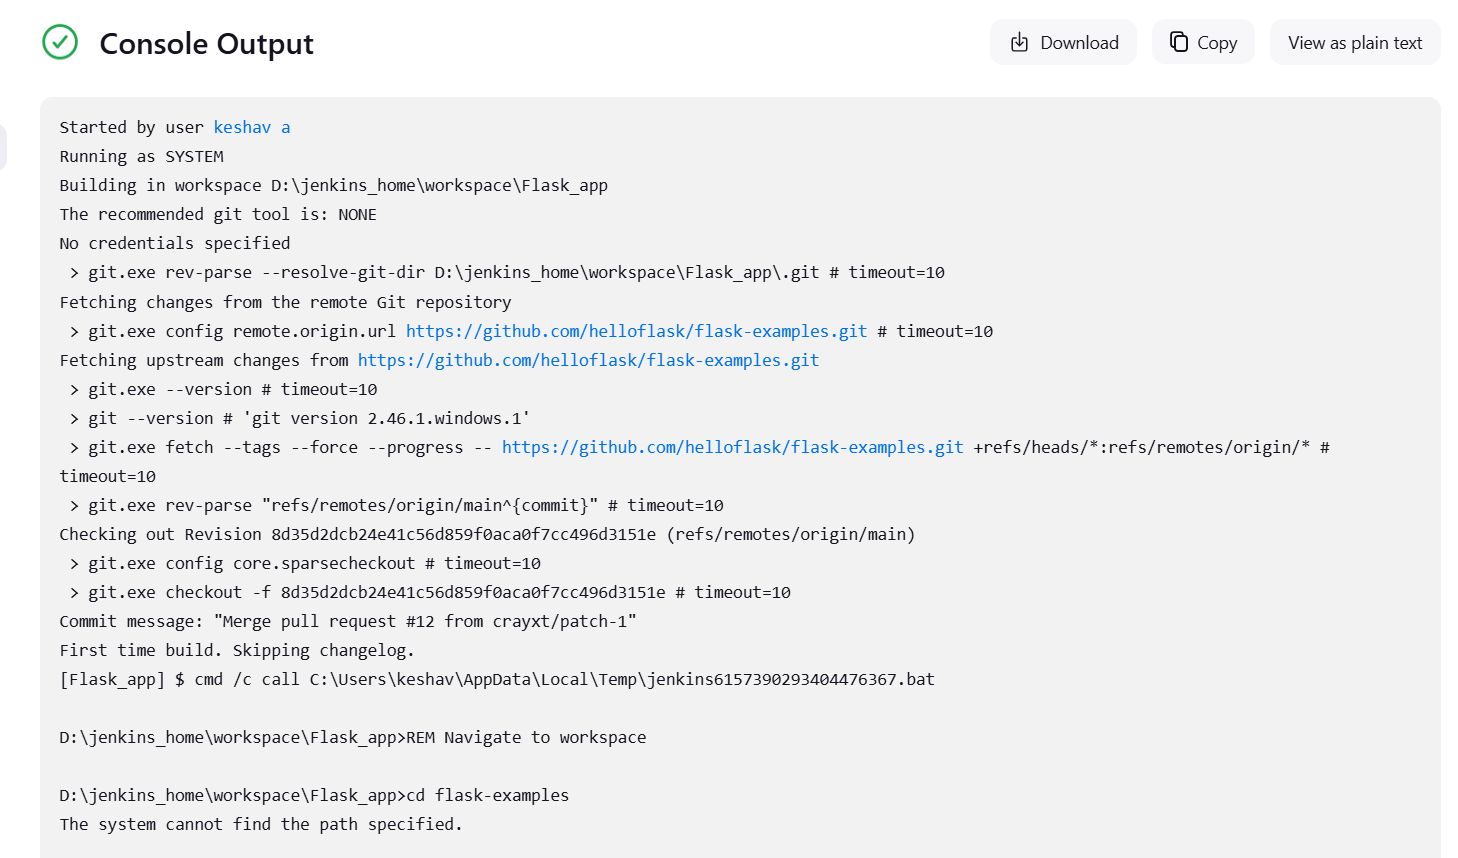 Console Output
Download
Copy
View as plain text
Started by user keshav a
Running as SYSTEM
Building in workspace D:\jenkins_home\workspace\Flask_app
The recommended git tool is: NONE
No credentials specified
> git.exe rev-parse --resolve-git-dir D:\jenkins_home\workspace\Flask_app\.git # timeout=10
Fetching changes from the remote Git repository
> git.exe config remote.origin.url https://github.com/helloflask/flask-examples.git # timeout=10
Fetching upstream changes from https://github.com/helloflask/flask-examples.git
> git.exe --version # timeout=10
> git --version # 'git version 2.46.1.windows.1'
> git.exe fetch --tags --force --progress -- https://github.com/helloflask/flask-examples.git +refs/heads/*:refs/remotes/origin/* #
timeout=10
> git.exe rev-parse "refs/remotes/origin/main^{commit}" # timeout=10
Checking out Revision 8d35d2dcb24e41c56d859f0aca0f7cc496d3151e (refs/remotes/origin/main)
> git.exe config core.sparsecheckout # timeout=10
> git.exe checkout -f 8d35d2dcb24e41c56d859f0aca0f7cc496d3151e # timeout=10
Commit message: "Merge pull request #12 from crayxt/patch-1"
First time build. Skipping changelog.
[Flask_app] $ cmd /c call C:\Users\keshav\AppData\Local\Temp\jenkins6157390293404476367.bat
D:\jenkins_home\workspace\Flask_app>REM Navigate to workspace
D:\jenkins_home\workspace\Flask_app>cd flask-examples
The system cannot find the path specified.